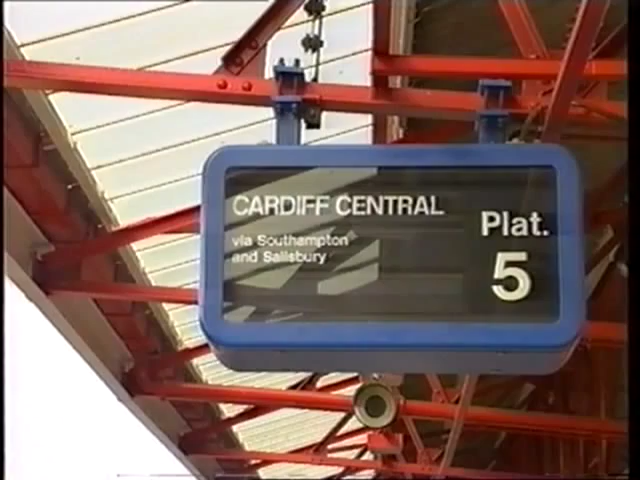 CARDIFF CENTRAL
via Southampton
and Salisbury
Plat.
5